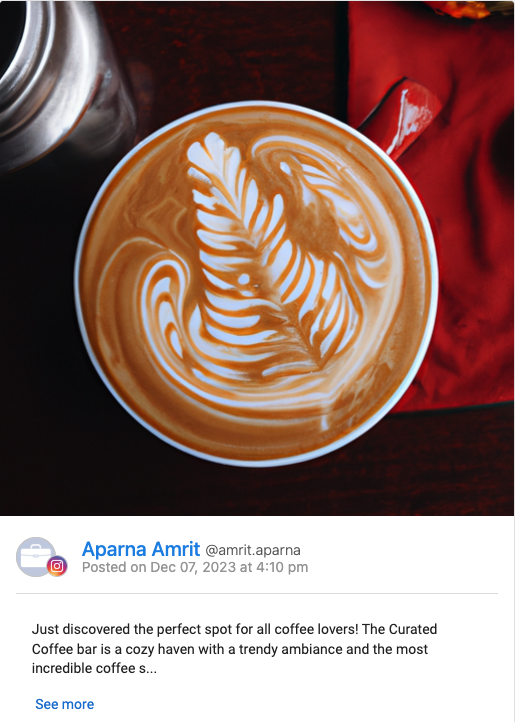 Aparna Amrit @amrit.aparna
Posted on Dec 07, 2023 at 4:10 pm
Just discovered the perfect spot for all coffee lovers! The Curated
Coffee bar is a cozy haven with a trendy ambiance and the most
incredible coffee s...
See more